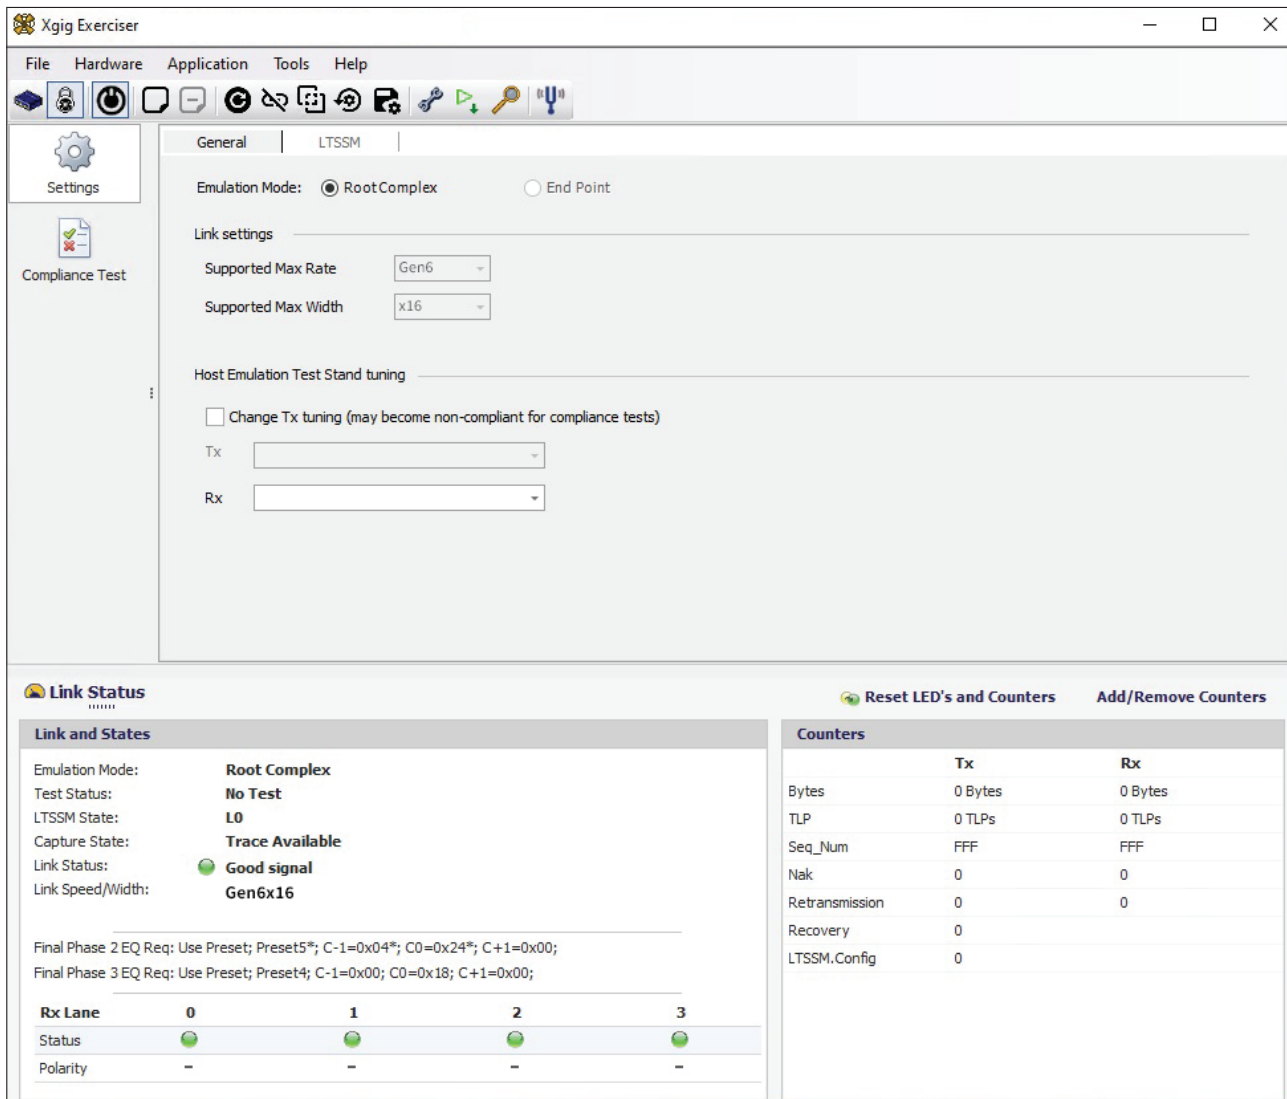 Xgig Exerciser
File Hardware Application Tools Help
Settings
Compliance Test
General LTSSM
Emulation Mode: Root Complex End Point
Link settings
Supported Max Rate Gen6
Supported Max Width x16
Host Emulation Test Stand tuning
Change Tx tuning (may become non-compliant for compliance tests)
Tx
Rx
Link Status
Reset LED's and Counters Add/Remove Counters
Link and States
Emulation Mode: Root Complex
Test Status: No Test
LTSSM State: L0
Capture State: Trace Available
Link Status: Good signal
Link Speed/Width: Gen6x16
Final Phase 2 EQ Req: Use Preset; Preset5*; C-1=0x04*; C0=0x24*; C+1=0x00;
Final Phase 3 EQ Req: Use Preset; Preset4; C-1=0x00; C0=0x18; C+1=0x00;
Rx Lane 0 1 2 3
Status
Polarity - - - -
Counters
Tx Rx
Bytes 0 Bytes 0 Bytes
TLP 0 TLPs 0 TLPs
Seq_Num FFF FFF
Nak 0 0
Retransmission 0 0
Recovery 0
LTSSM.Config 0